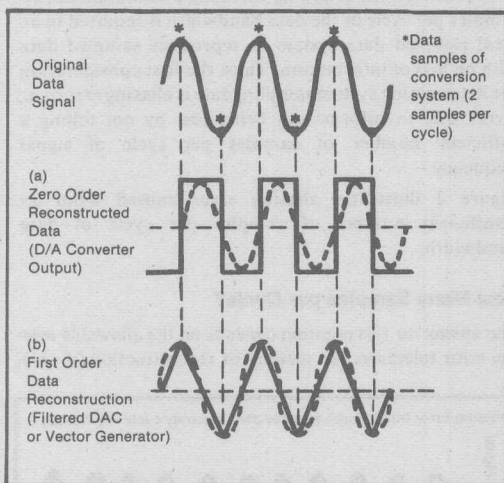 Original
Data
Signal
*Data
samples of
conversion
system (2
samples per
cycle)
(a)
Zero Order
Reconstructed
Data
(D/A Converter
Output)
(b)
First Order
Data
Reconstruction
(Filtered DAC
or Vector Generator)